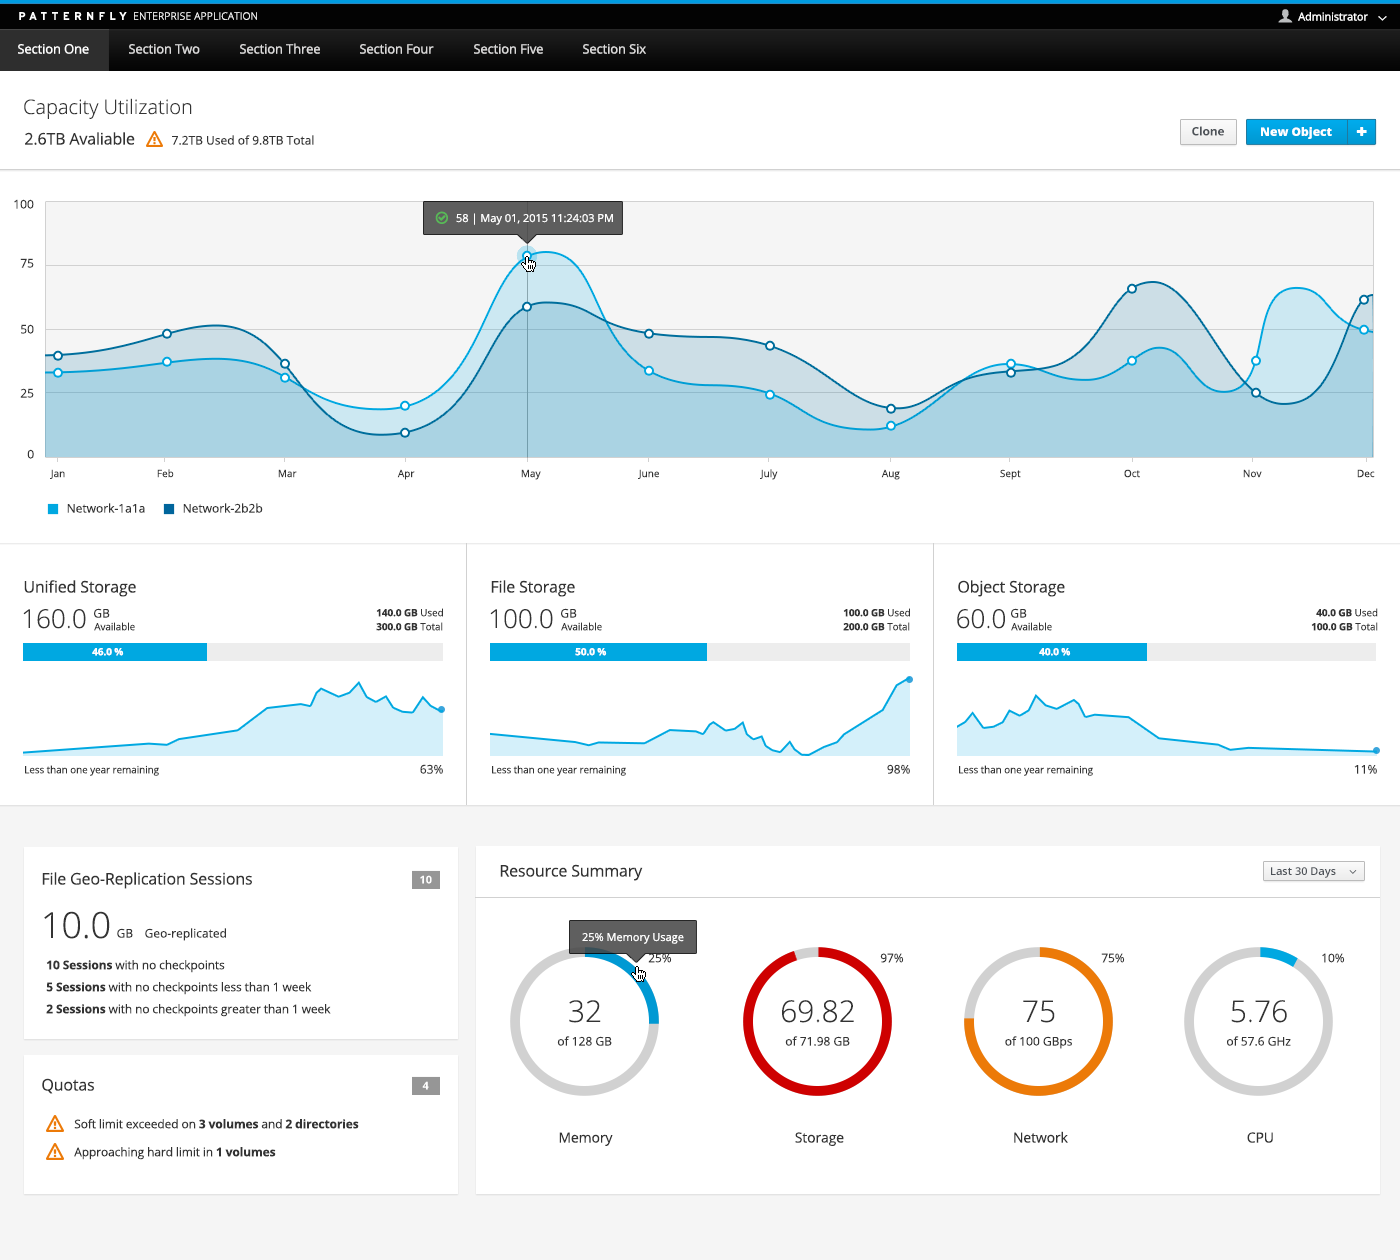 PATTERNFLY ENTERPRISE APPLICATION
Administrator
Section One
Section Two
Section Three
Section Four
Section Five
Section Six
Capacity Utilization
2.6TB Avaliable
7.2TB Used of 9.8TB Total
Clone
New Object
+
100
75
50
25
0
58 | May 01, 2015 11:24:03 PM
Jan
Feb
Mar
Apr
May
June
July
Aug
Sept
Oct
Nov
Dec
Network-1a1a
Network-2b2b
Unified Storage
160.0 GB Available
140.0 GB Used
300.0 GB Total
46.0 %
Less than one year remaining
63%
File Storage
100.0 GB Available
100.0 GB Used
200.0 GB Total
50.0 %
Less than one year remaining
98%
Object Storage
60.0 GB Available
40.0 GB Used
100.0 GB Total
40.0 %
Less than one year remaining
11%
File Geo-Replication Sessions
10
10.0 GB Geo-replicated
10 Sessions with no checkpoints
5 Sessions with no checkpoints less than 1 week
2 Sessions with no checkpoints greater than 1 week
Quotas
4
Soft limit exceeded on 3 volumes and 2 directories
Approaching hard limit in 1 volumes
Resource Summary
Last 30 Days
25% Memory Usage
25%
32
of 128 GB
Memory
97%
69.82
of 71.98 GB
Storage
75%
75
of 100 GBps
Network
10%
5.76
of 57.6 GHz
CPU